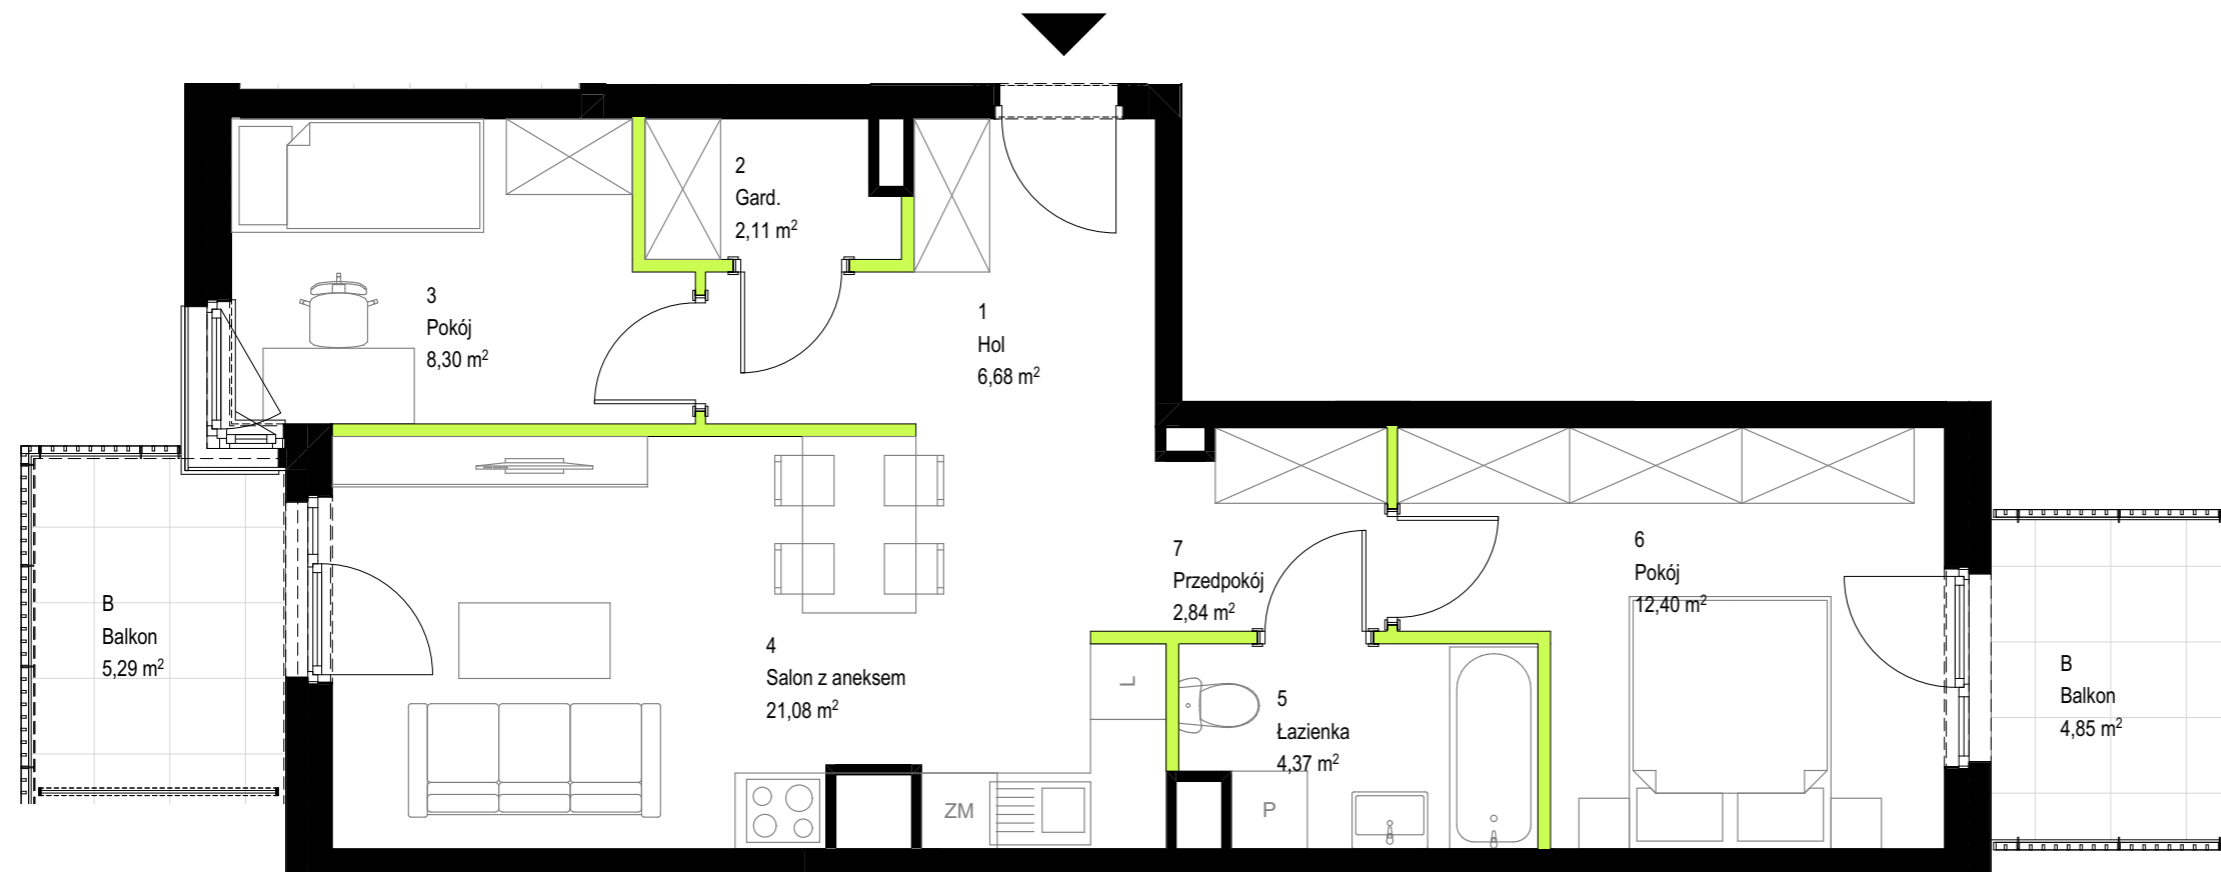 2
Gard.
2,11 m²
3
Pokój
8,30 m²
1
Hol
6,68 m²
7
Przedpokój
2,84 m²
6
Pokój
12,40 m²
B
Balkon
5,29 m²
4
Salon z aneksem
21,08 m²
L
5
Łazienka
4,37 m²
B
Balkon
4,85 m²
ZM
P